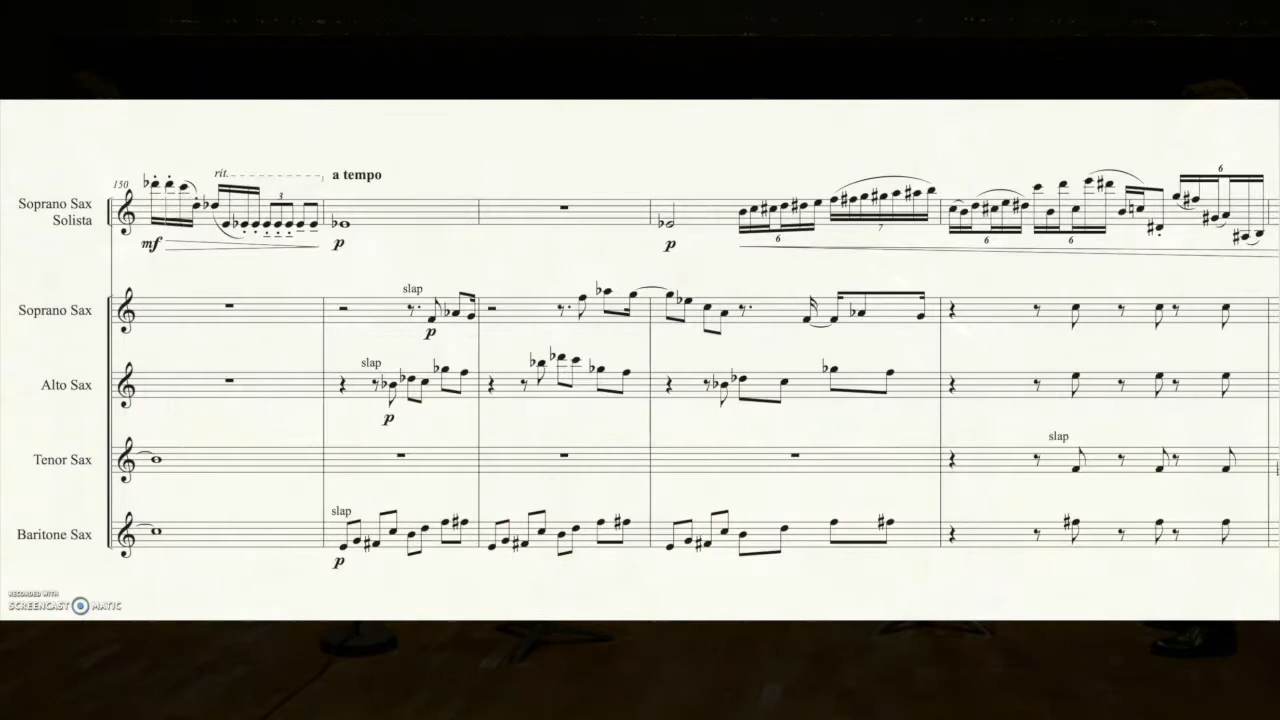 150
rit.
a tempo
Soprano Sax
Solista
3
6
7
6
6
6
mf
p
p
Soprano Sax
slap
p
Alto Sax
slap
p
Tenor Sax
slap
Baritone Sax
slap
p
RECORDED WITH
SCREENCAST MATIC